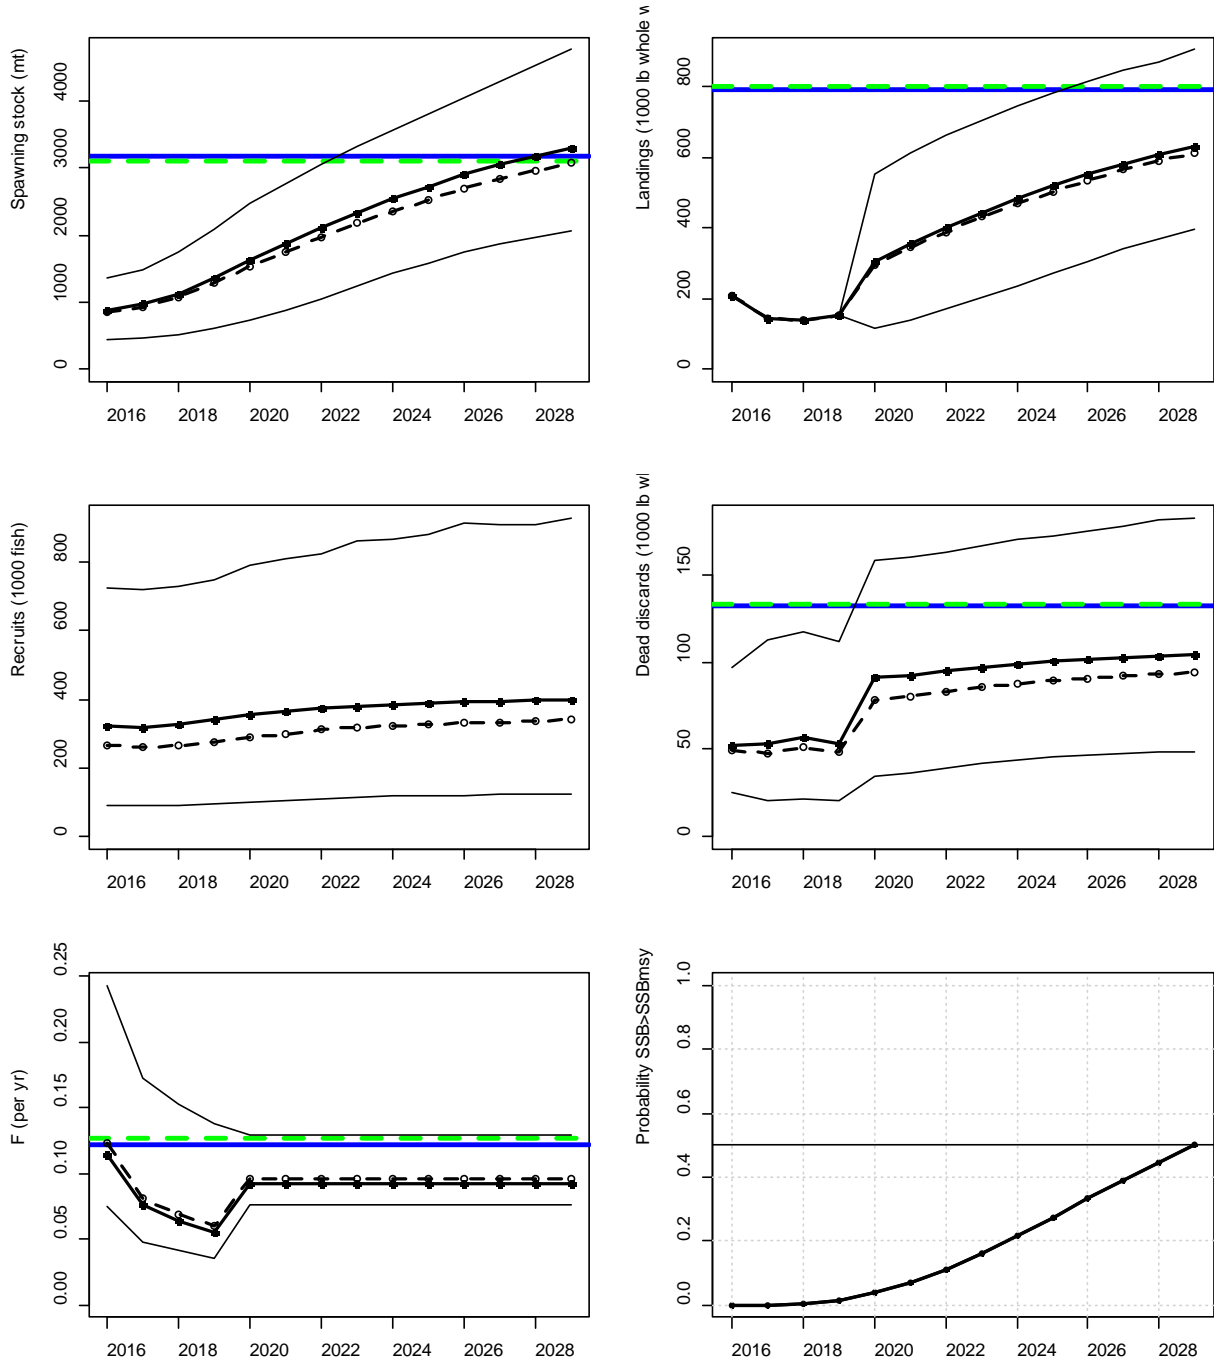 Spawning stock (mt)
0 1000 2000 3000 4000
2016 2018 2020 2022 2024 2026 2028
Landings (1000 lb whole w
0 200 400 600 800
2016 2018 2020 2022 2024 2026 2028
Recruits (1000 fish)
0 200 400 600 800
2016 2018 2020 2022 2024 2026 2028
Dead discards (1000 lb w
0 50 100 150
2016 2018 2020 2022 2024 2026 2028
F (per yr)
0.00 0.05 0.10 0.15 0.20 0.25
2016 2018 2020 2022 2024 2026 2028
Probability SSB>SSBmsy
0.0 0.2 0.4 0.6 0.8 1.0
2016 2018 2020 2022 2024 2026 2028